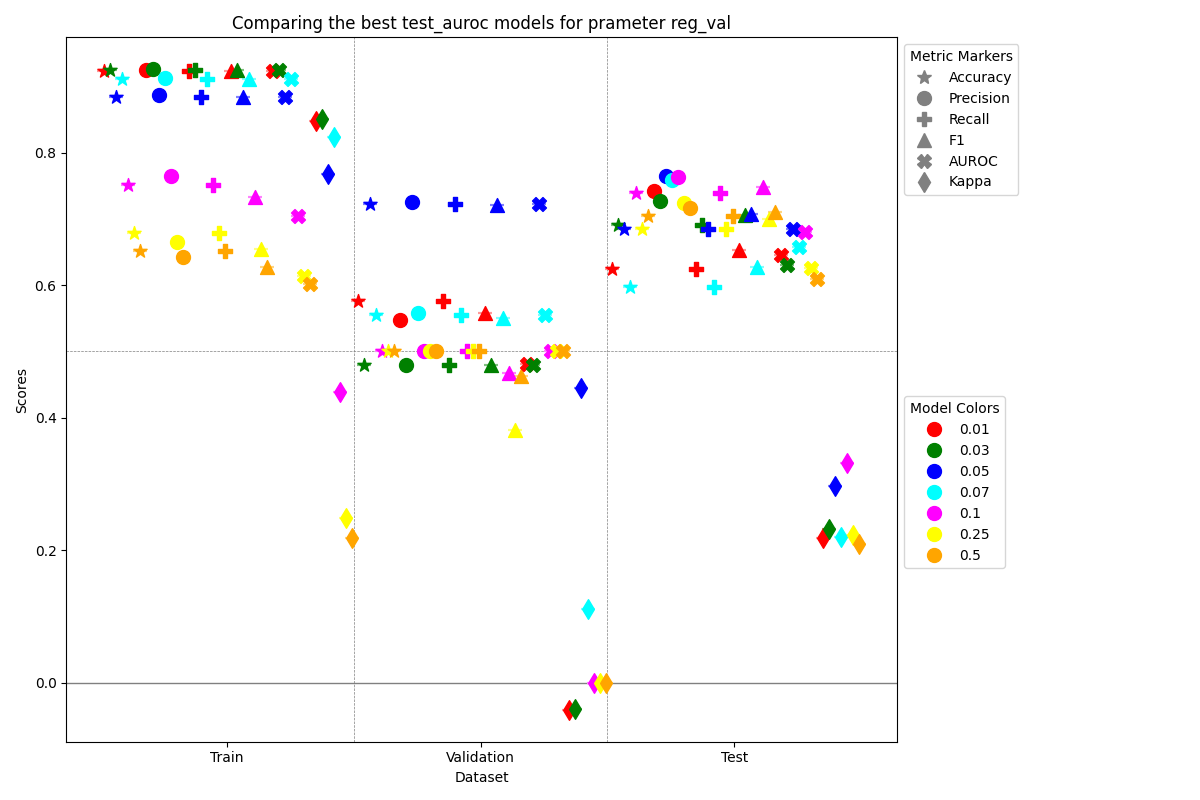 Comparing the best test_auroc models for prameter reg_val
Scores
0.8
0.6
0.4
0.2
0.0
Train
Validation
Test
Dataset
Metric Markers
Accuracy
Precision
Recall
F1
AUROC
Kappa
Model Colors
0.01
0.03
0.05
0.07
0.1
0.25
0.5